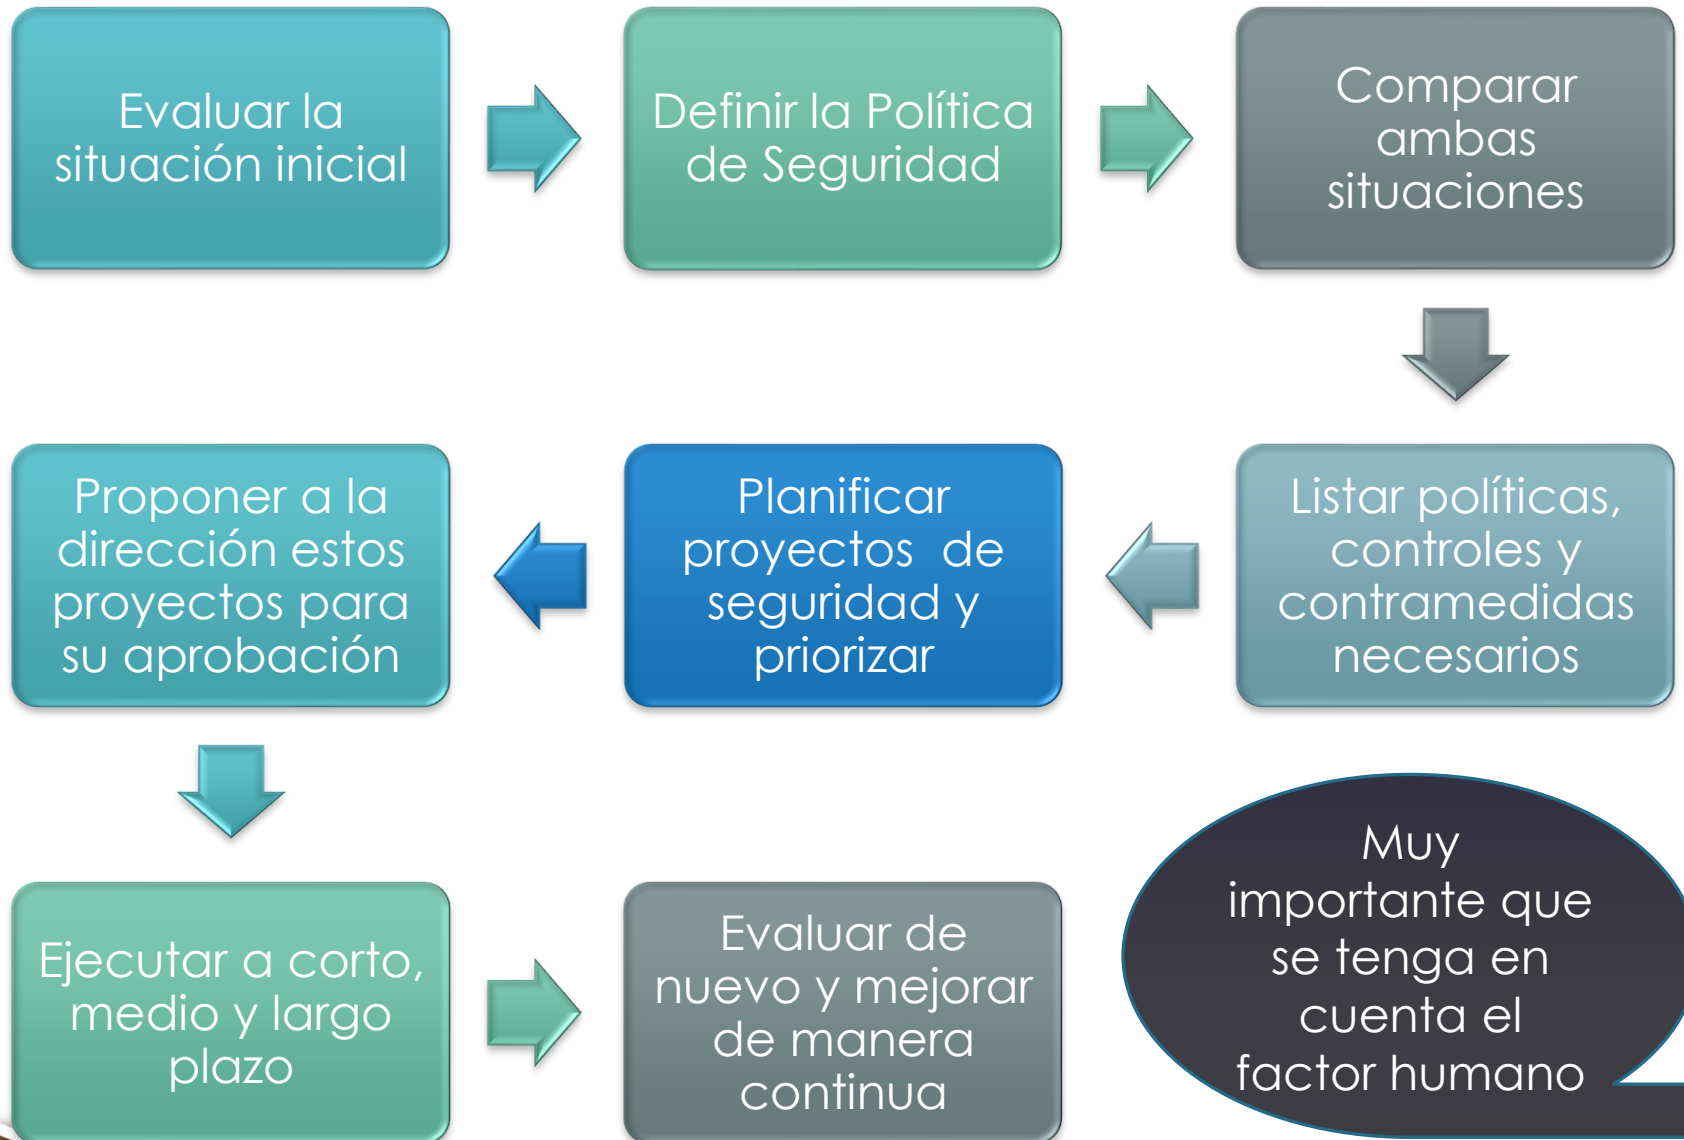 Evaluar la
situación inicial
Definir la Política
de Seguridad
Comparar
ambas
situaciones
Listar políticas,
controles y
contramedidas
necesarios
Planificar
proyectos  de
seguridad y
priorizar
Proponer a la
dirección estos
proyectos para
su aprobación
Ejecutar a corto,
medio y largo
plazo
Evaluar de
nuevo y mejorar
de manera
continua
Muy
importante que
se tenga en
cuenta el
factor humano